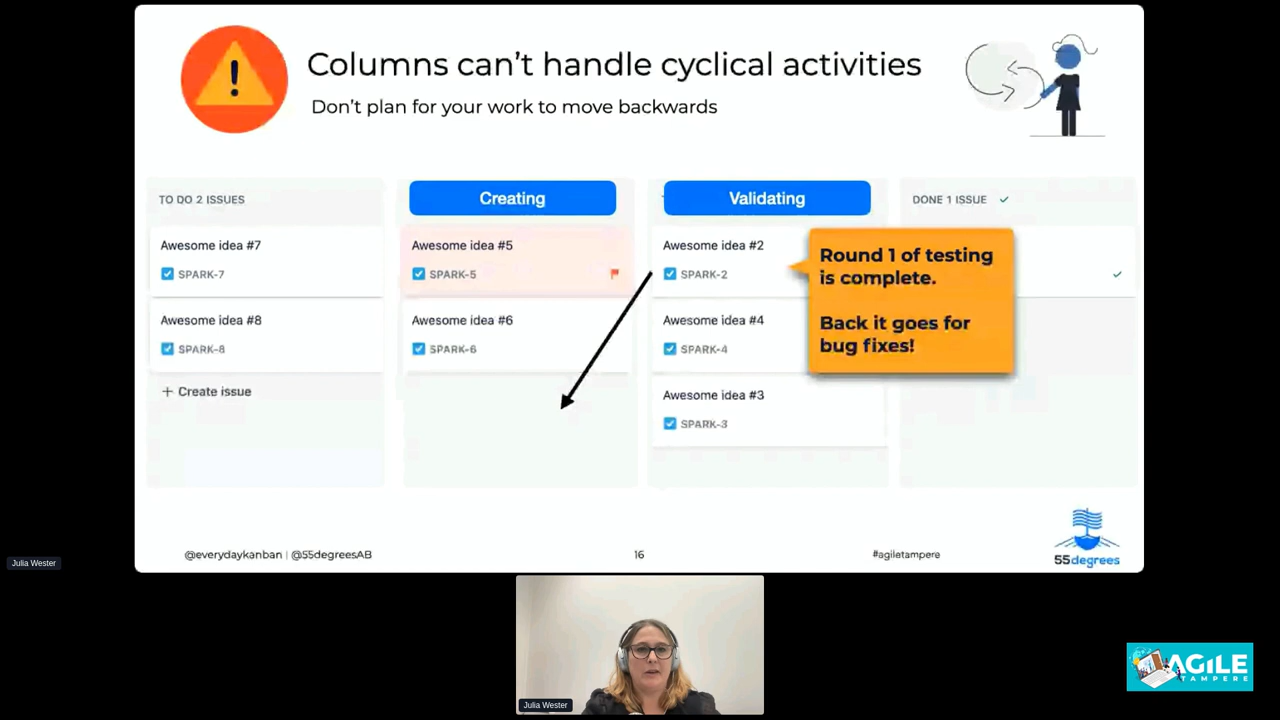 Columns can't handle cyclical activities
Don't plan for your work to move backwards
TO DO 2 ISSUES
Awesome idea #7
SPARK-7
Awesome idea #8
SPARK-8
+ Create issue
Creating
Awesome idea #5
SPARK-5
Awesome idea #6
SPARK-6
Validating
Awesome idea #2
SPARK-2
Awesome idea #4
SPARK-4
Awesome idea #3
SPARK-3
DONE 1 ISSUE
Round 1 of testing
is complete.
Back it goes for
bug fixes!
@everydaykanban | @55degreesAB
16
#agiletampere
55degrees
Julia Wester
Julia Wester
AGILE
TAMPERE